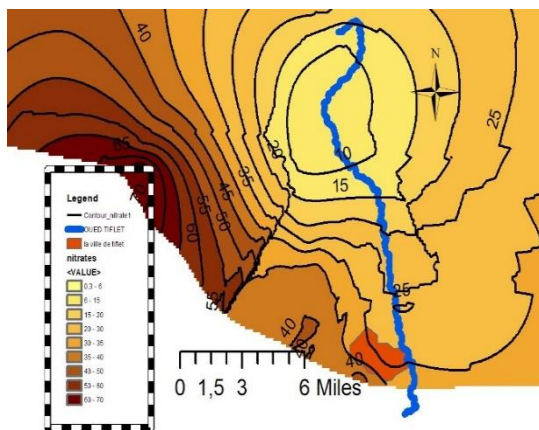 40
N
25
20
35
45
50
55
60
65
10
15
25
50
40
40
Legend
Contour_nitrate1
OUED TIFLET
la ville de tiflet
nitrates
<VALUE>
0.3 - 6
6 - 15
15 - 20
20 - 30
30 - 35
35 - 40
40 - 50
50 - 60
60 - 70
0 1,5 3 6 Miles